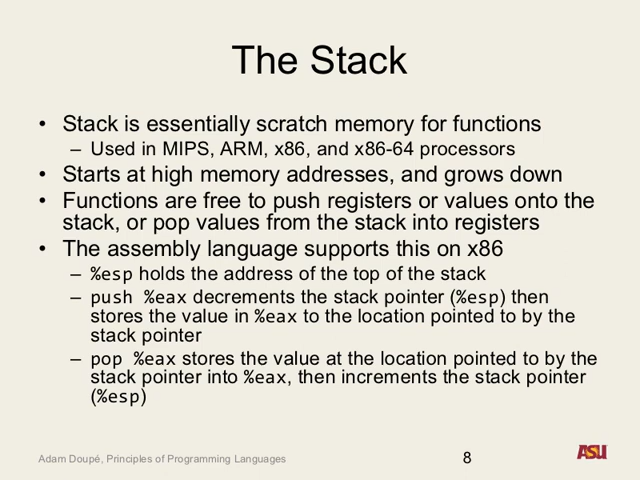 The Stack
• Stack is essentially scratch memory for functions
– Used in MIPS, ARM, x86, and x86-64 processors
• Starts at high memory addresses, and grows down
• Functions are free to push registers or values onto the
stack, or pop values from the stack into registers
• The assembly language supports this on x86
– %esp holds the address of the top of the stack
– push %eax decrements the stack pointer (%esp) then
stores the value in %eax to the location pointed to by the
stack pointer
– pop %eax stores the value at the location pointed to by the
stack pointer into %eax, then increments the stack pointer
(%esp)
Adam Doupé, Principles of Programming Languages
8
ASU